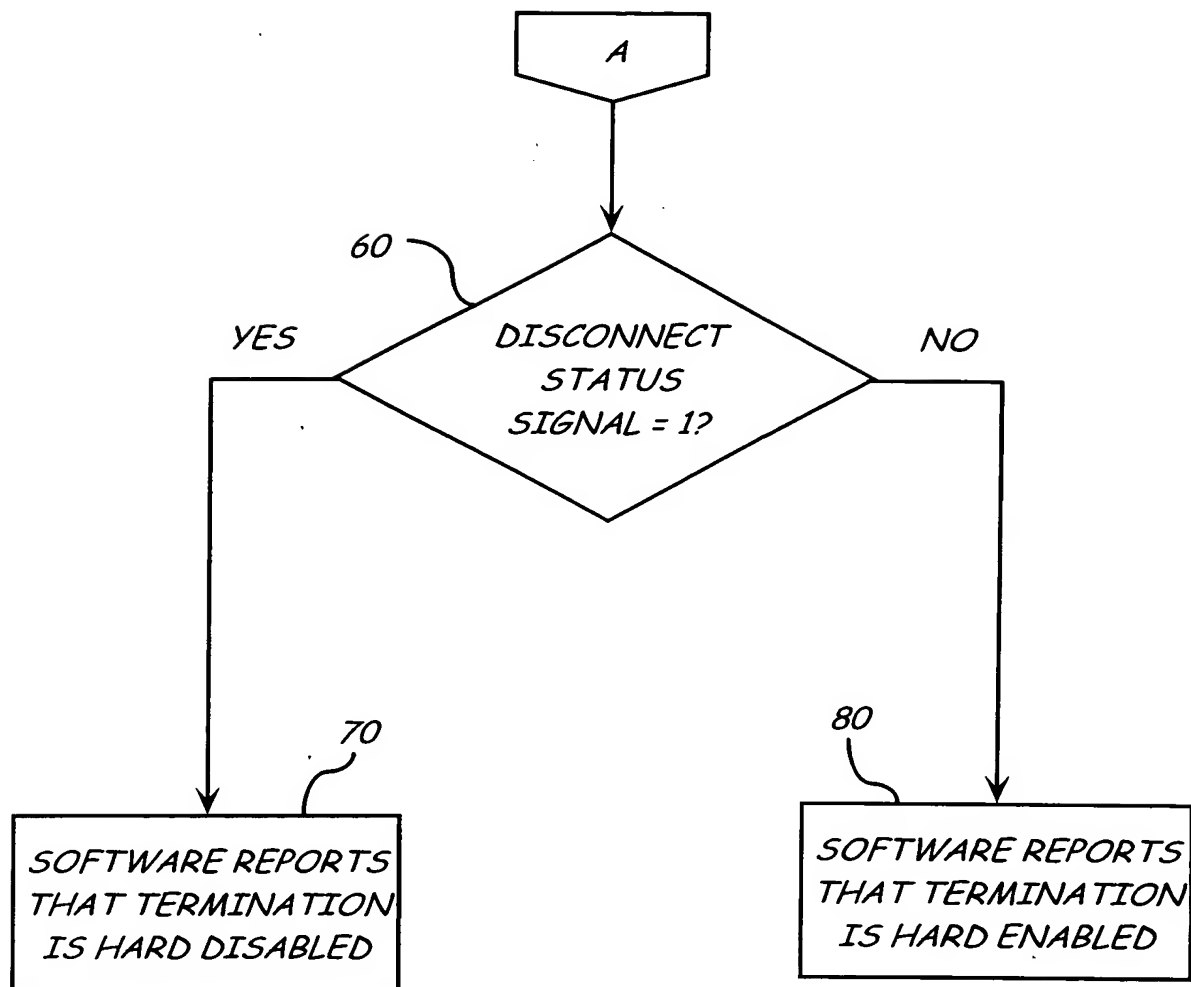 A
60
YES
DISCONNECT
STATUS
SIGNAL = 1?
NO
70
SOFTWARE REPORTS
THAT TERMINATION
IS HARD DISABLED
80
SOFTWARE REPORTS
THAT TERMINATION
IS HARD ENABLED